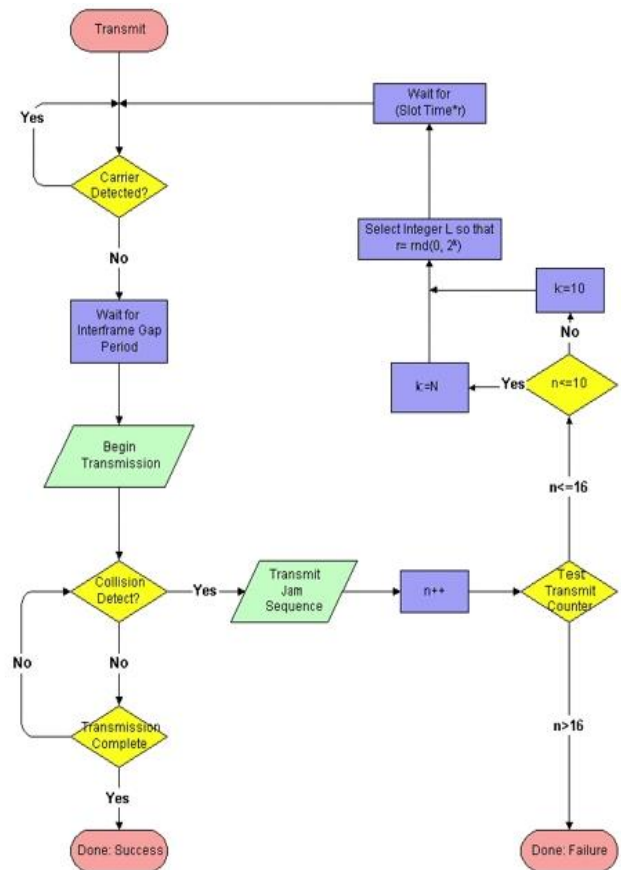 Transmit
Wait for
(Slot Time*r)
Yes
Carrier
Detected?
Select Integer L so that
r= rnd(0, 2ᵏ)
No
k:=10
Wait for
Interframe Gap
Period
No
k:=N
Yes
n<=10
Begin
Transmission
n<=16
Collision
Detect?
Yes
Transmit
Jam
Sequence
n++
Test
Transmit
Counter
No
No
Transmission
Complete
n>16
Yes
Done: Success
Done: Failure